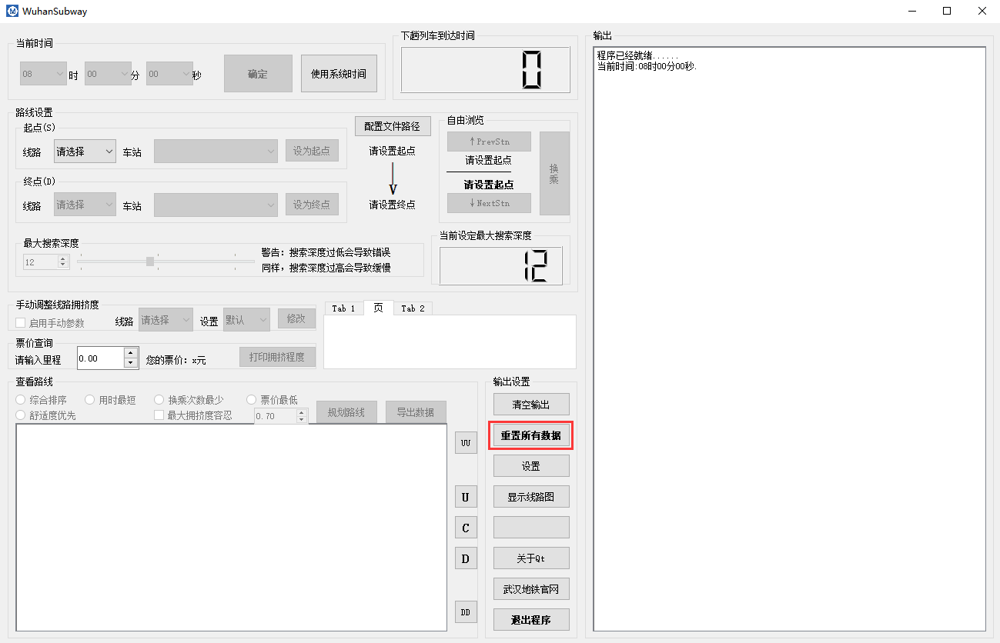 WuhanSubway
当前时间
08 时 00 分 00 秒 确定 使用系统时间
下趟列车到达时间
0
路线设置
起点(S)
线路 请选择 车站 设为起点
终点(D)
线路 请选择 车站 设为终点
配置文件路径
请设置起点
V
请设置终点
自由浏览
↑PrevStn
请设置起点
请设置起点
↓NextStn
换乘
最大搜索深度
12
警告：搜索深度过低会导致错误
同样，搜索深度过高会导致缓慢
当前设定最大搜索深度
12
手动调整线路拥挤度
启用手动参数 线路 请选择 设置 默认 修改
票价查询
请输入里程 0.00 您的票价：x元 打印拥挤程度
Tab 1 页 Tab 2
查看路线
综合排序 用时最短 换乘次数最少 票价最低
舒适度优先 最大拥挤度容忍 0.70 规划路线 导出数据
UU
U
C
D
DD
输出设置
清空输出
重置所有数据
设置
显示线路图
关于Qt
武汉地铁官网
退出程序
输出
程序已经就绪......
当前时间:08时00分00秒.